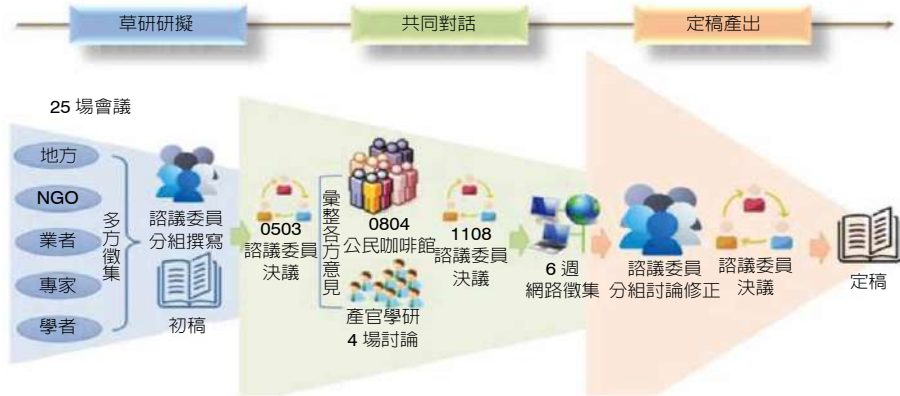 草研研擬
共同對話
定稿產出
25 場會議
地方
NGO
業者
專家
學者
多方徵集
諮議委員
分組撰寫
初稿
0503
諮議委員
決議
彙整各方意見
0804
公民咖啡館
產官學研
4 場討論
1108
諮議委員
決議
6 週
網路徵集
諮議委員
分組討論修正
諮議委員
決議
定稿